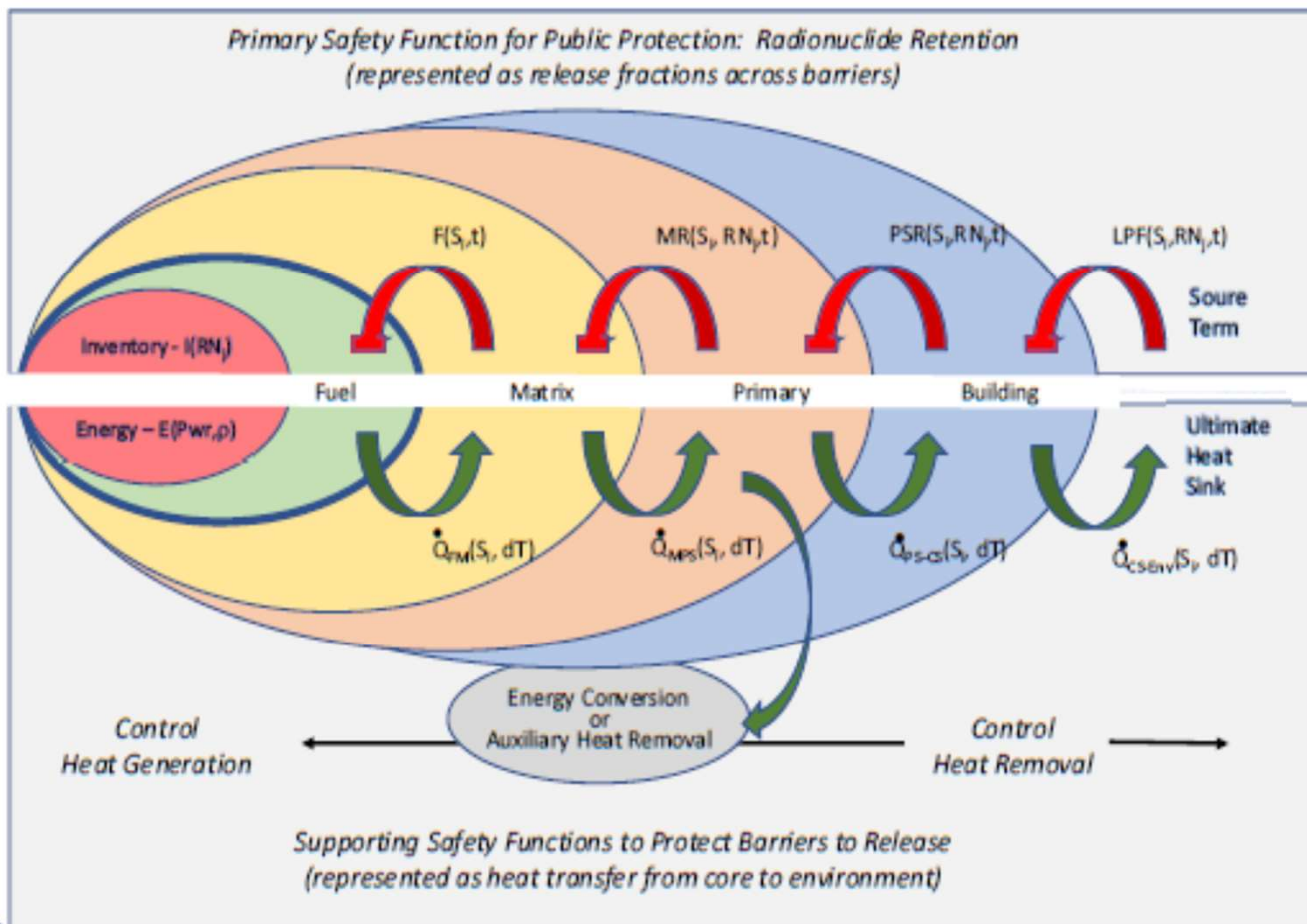 Primary Safety Function for Public Protection: Radionuclide Retention
(represented as release fractions across barriers)
F(Sᵢ,t)
MR(Sᵢ, RNⱼ,t)
PSR(Sᵢ,RNⱼ,t)
LPF(Sᵢ,RNⱼ,t)
Soure
Term
Inventory - I(RNⱼ)
Fuel
Matrix
Primary
Building
Energy – E(Pwr,ρ)
Ultimate
Heat
Sink
Q̇FM(Sᵢ, dT)
Q̇MPS(Sᵢ, dT)
Q̇PS-CS(Sᵢ, dT)
Q̇CSEnv(Sᵢ, dT)
Energy Conversion
or
Auxiliary Heat Removal
Control
Heat Generation
Control
Heat Removal
Supporting Safety Functions to Protect Barriers to Release
(represented as heat transfer from core to environment)